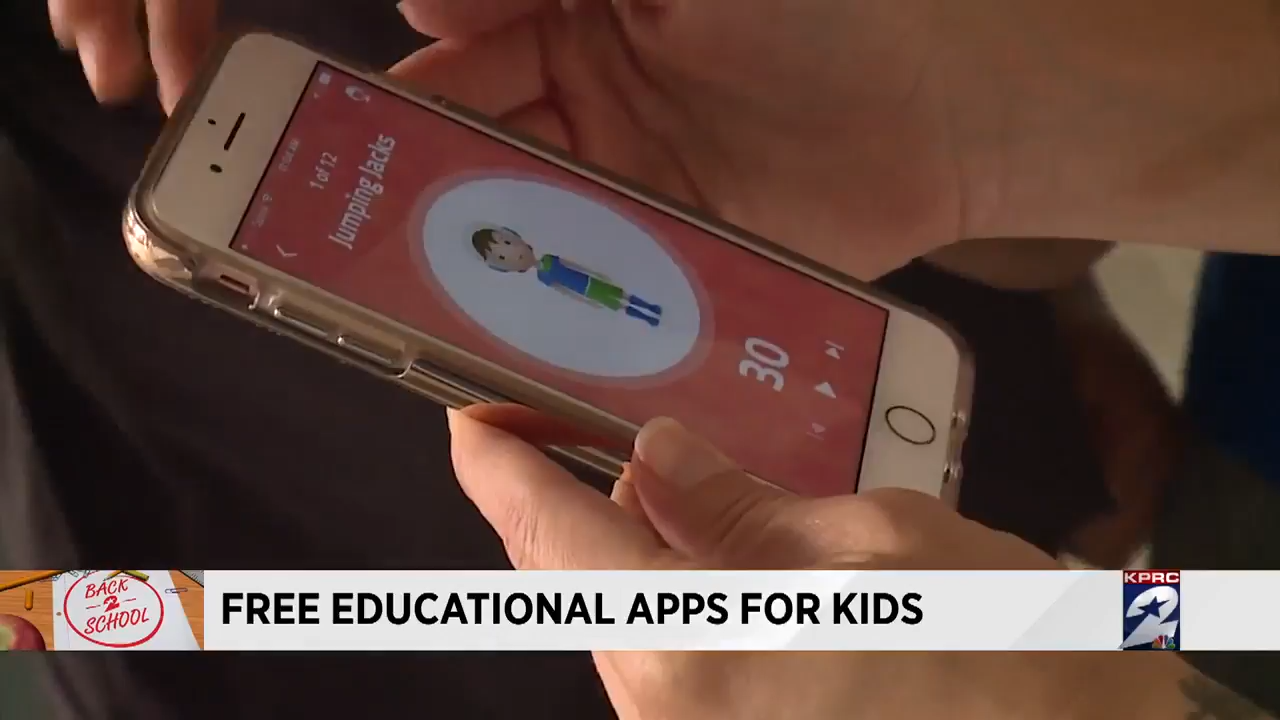 1 of 12
Jumping Jacks
30
BACK
2
SCHOOL
FREE EDUCATIONAL APPS FOR KIDS
KPRC
2